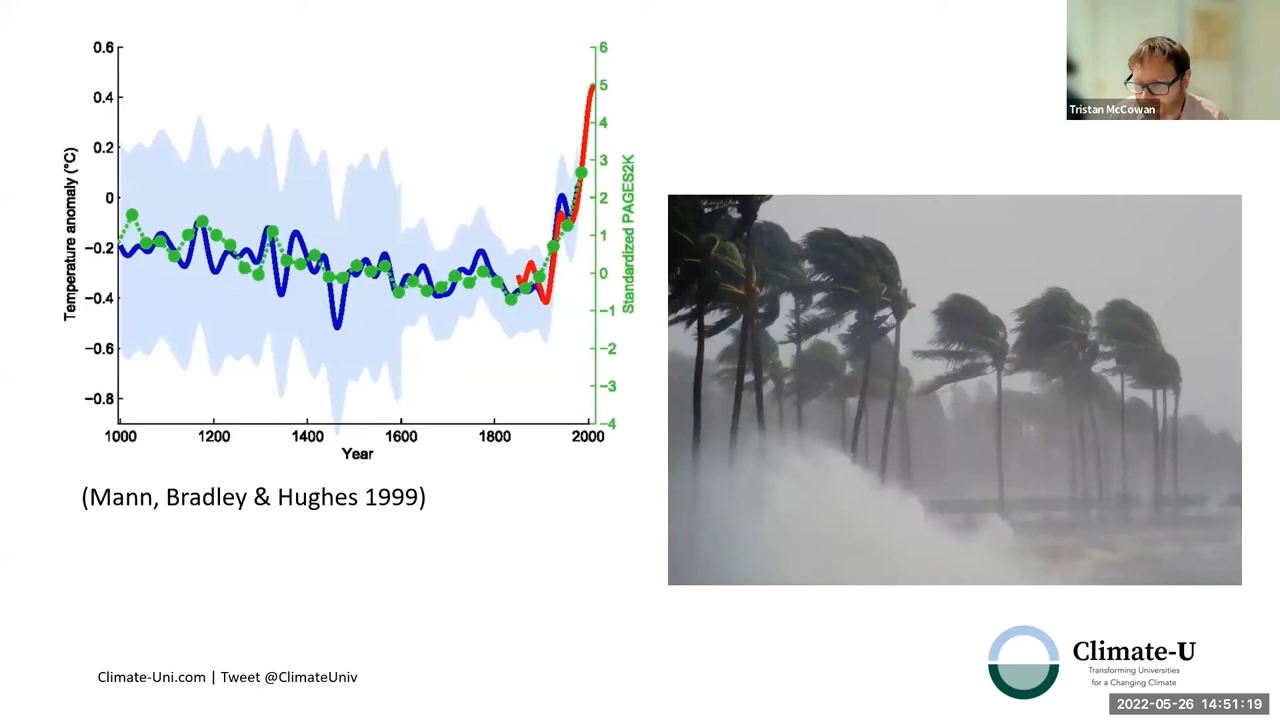 0.6
0.4
0.2
0
−0.2
−0.4
−0.6
−0.8
Temperature anomaly (°C)
6
5
4
3
2
1
0
−1
−2
−3
−4
Standardized PAGES2K
1000 1200 1400 1600 1800 2000
Year
(Mann, Bradley & Hughes 1999)
Tristan McCowan
Climate-Uni.com | Tweet @ClimateUniv
Climate-U
Transforming Universities
for a Changing Climate
2022-05-26 14:51:19